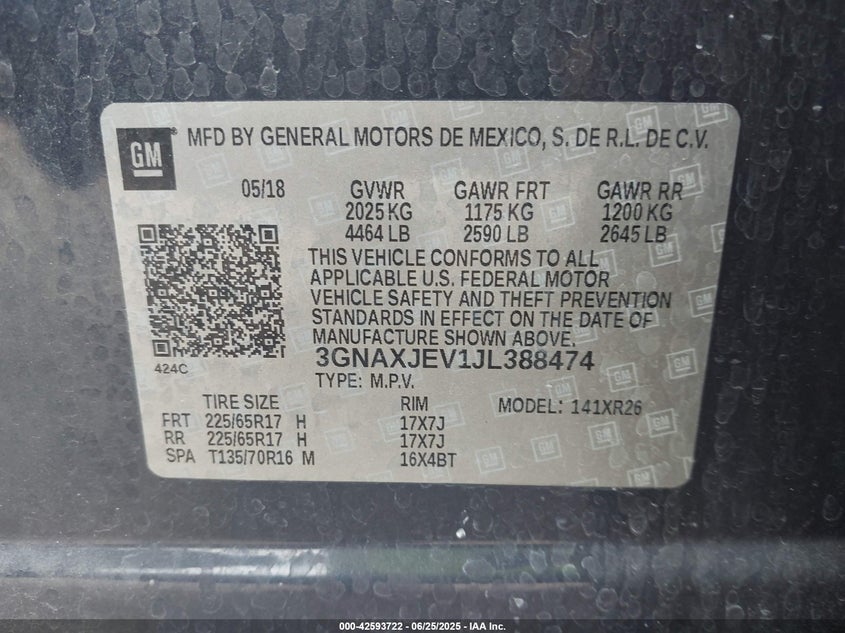 GM
®
MFD BY GENERAL MOTORS DE MEXICO, S. DE R.L. DE C.V.
05/18 GVWR GAWR FRT GAWR RR
2025 KG 1175 KG 1200 KG
4464 LB 2590 LB 2645 LB
THIS VEHICLE CONFORMS TO ALL
APPLICABLE U.S. FEDERAL MOTOR
VEHICLE SAFETY AND THEFT PREVENTION
STANDARDS IN EFFECT ON THE DATE OF
MANUFACTURE SHOWN ABOVE.
424C
3GNAXJEV1JL388474
TYPE: M.P.V.
TIRE SIZE RIM MODEL: 141XR26
FRT 225/65R17 H 17X7J
RR 225/65R17 H 17X7J
SPA T135/70R16 M 16X4BT
000-42593722 - 06/25/2025 - IAA Inc.